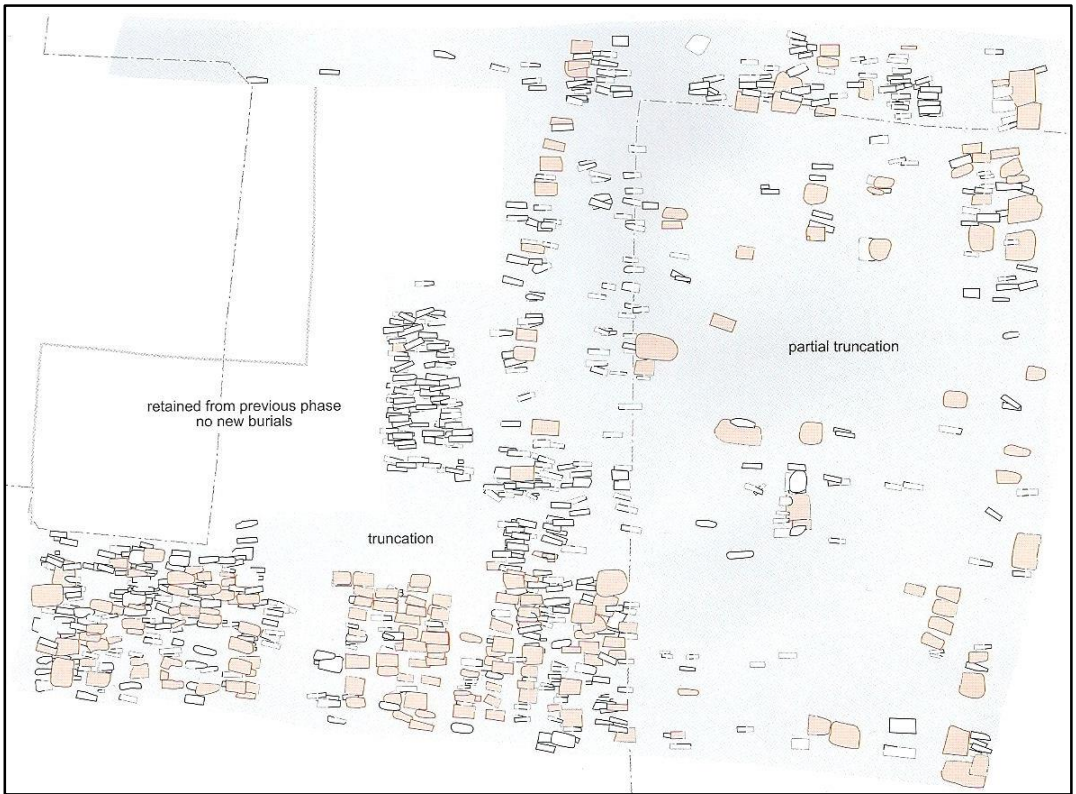 partial truncation
retained from previous phase
no new burials
truncation